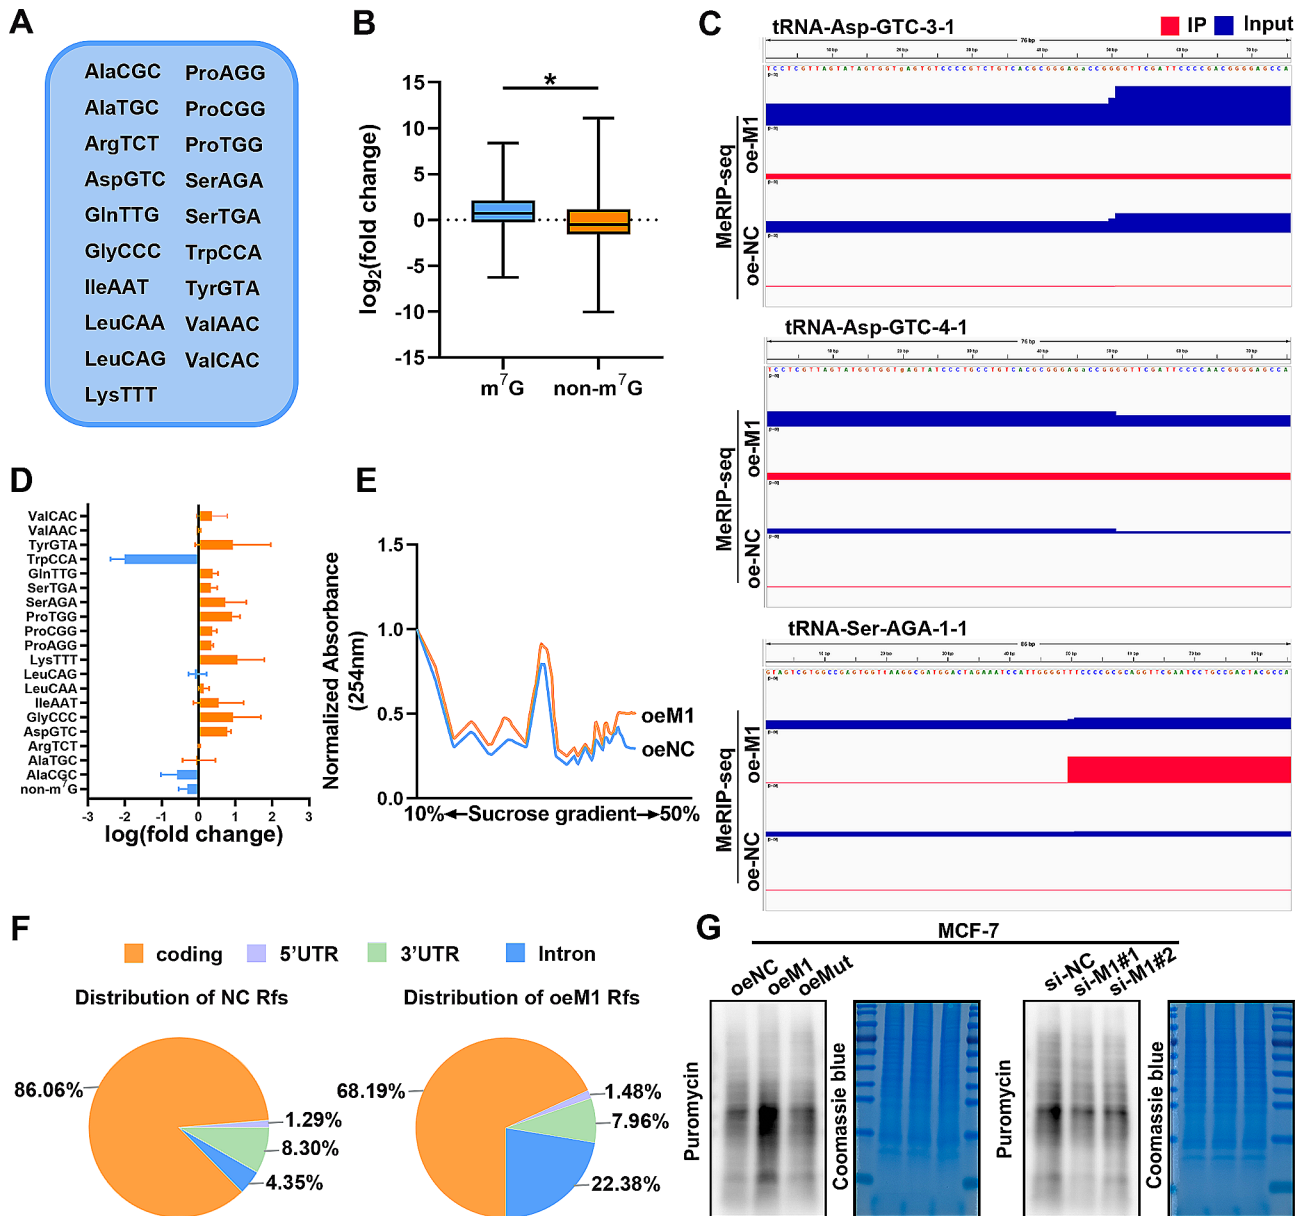 A
AlaCGC ProAGG
AlaTGC ProCGG
ArgTCT ProTGG
AspGTC SerAGA
GlnTTG SerTGA
GlyCCC TrpCCA
IleAAT TyrGTA
LeuCAA ValAAC
LeuCAG ValCAC
LysTTT
B
log2(fold change)
15
10
5
0
-5
-10
-15
*
m7G non-m7G
C
tRNA-Asp-GTC-3-1
IP Input
76 bp
MeRIP-seq
oe-M1
oe-NC
tRNA-Asp-GTC-4-1
76 bp
MeRIP-seq
oe-M1
oe-NC
tRNA-Ser-AGA-1-1
MeRIP-seq
oe-M1
oe-NC
D
ValCAC
ValAAC
TyrGTA
TrpCCA
GlnTTG
SerTGA
SerAGA
ProTGG
ProCGG
ProAGG
LysTTT
LeuCAG
LeuCAA
IleAAT
GlyCCC
AspGTC
ArgTCT
AlaTGC
AlaCGC
non-m7G
-3 -2 -1 0 1 2 3
log(fold change)
E
Normalized Absorbance
(254nm)
1.5
1.0
0.5
0.0
oeM1
oeNC
10%←Sucrose gradient→50%
F
coding 5'UTR 3'UTR Intron
Distribution of NC Rfs
86.06%
1.29%
8.30%
4.35%
Distribution of oeM1 Rfs
68.19%
1.48%
7.96%
22.38%
G
MCF-7
oeNC oeM1 oeMut
Puromycin
Coomassie blue
si-NC si-M1#1 si-M1#2
Puromycin
Coomassie blue